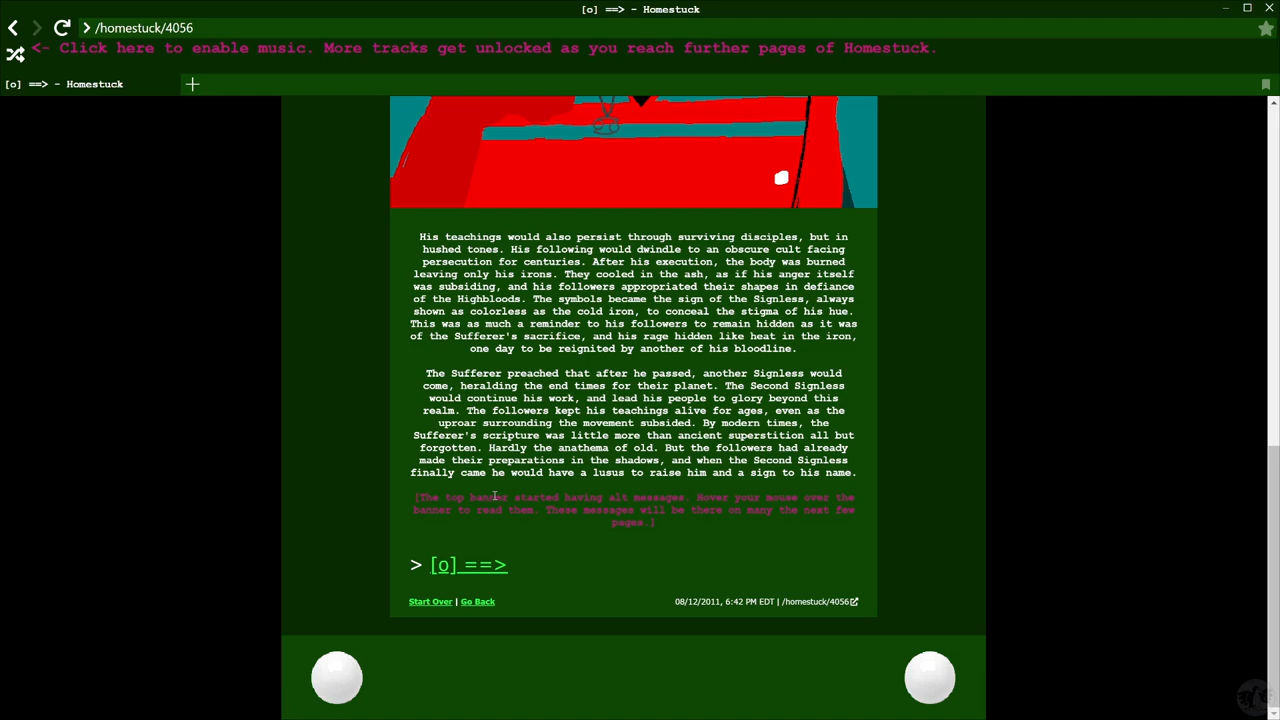 [o] ==> - Homestuck
/homestuck/4056
<- Click here to enable music. More tracks get unlocked as you reach further pages of Homestuck.
[o] ==> - Homestuck
His teachings would also persist through surviving disciples, but in
hushed tones. His following would dwindle to an obscure cult facing
persecution for centuries. After his execution, the body was burned
leaving only his irons. They cooled in the ash, as if his anger itself
was subsiding, and his followers appropriated their shapes in defiance
of the Highbloods. The symbols became the sign of the Signless, always
shown as colorless as the cold iron, to conceal the stigma of his hue.
This was as much a reminder to his followers to remain hidden as it was
of the Sufferer's sacrifice, and his rage hidden like heat in the iron,
one day to be reignited by another of his bloodline.
The Sufferer preached that after he passed, another Signless would
come, heralding the end times for their planet. The Second Signless
would continue his work, and lead his people to glory beyond this
realm. The followers kept his teachings alive for ages, even as the
uproar surrounding the movement subsided. By modern times, the
Sufferer's scripture was little more than ancient superstition all but
forgotten. Hardly the anathema of old. But the followers had already
made their preparations in the shadows, and when the Second Signless
finally came he would have a lusus to raise him and a sign to his name.
[The top banner started having alt messages. Hover your mouse over the
banner to read them. These messages will be there on many the next few
pages.]
> [o] ==>
Start Over | Go Back
08/12/2011, 6:42 PM EDT | /homestuck/4056